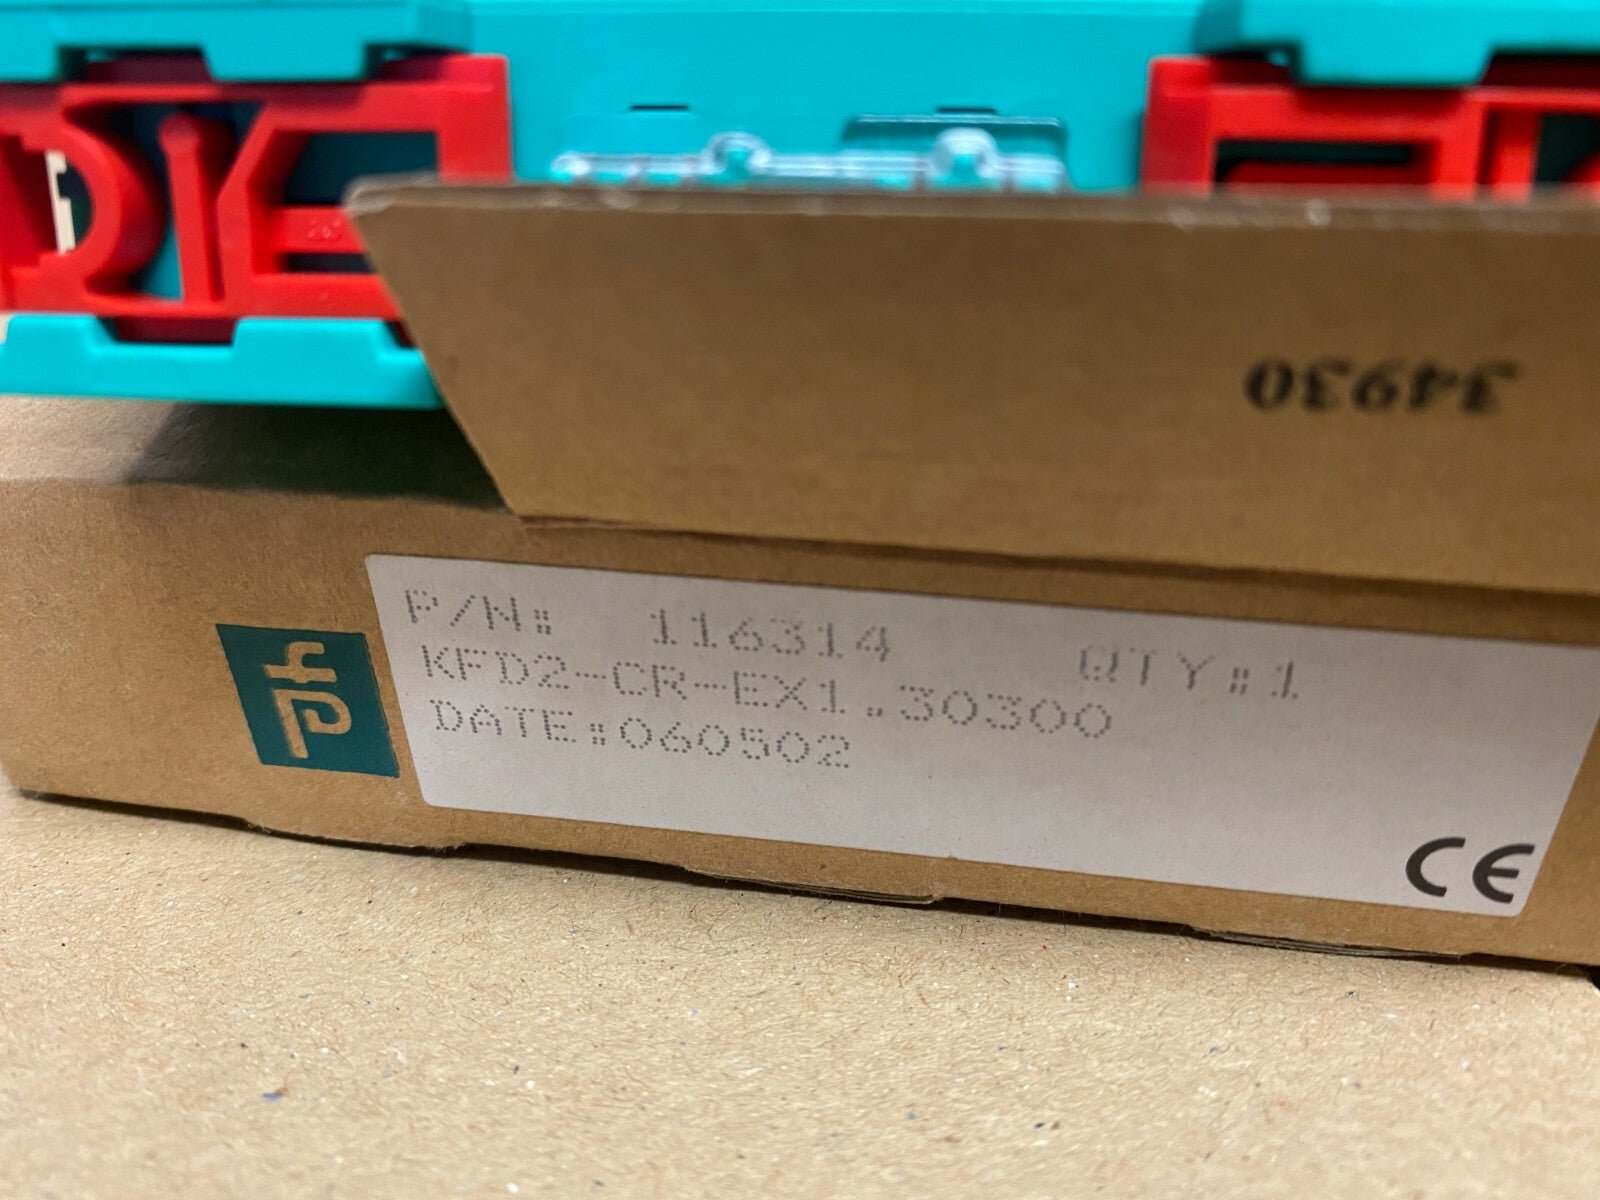 34930
P/N: 116314 QTY:1
KFD2-CR-EX1.30300
DATE:060502
CE